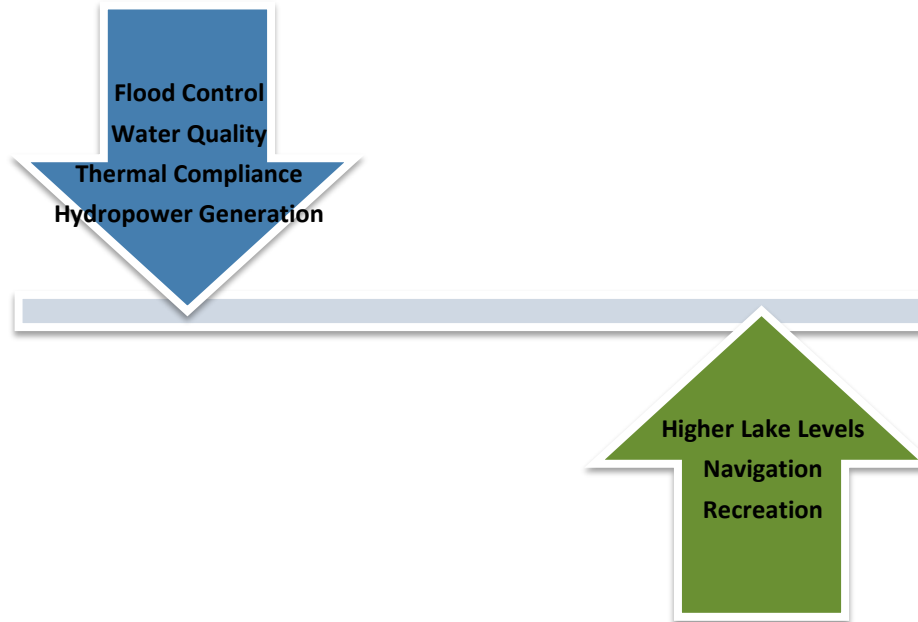 Flood Control
Water Quality
Thermal Compliance
Hydropower Generation
Higher Lake Levels
Navigation
Recreation